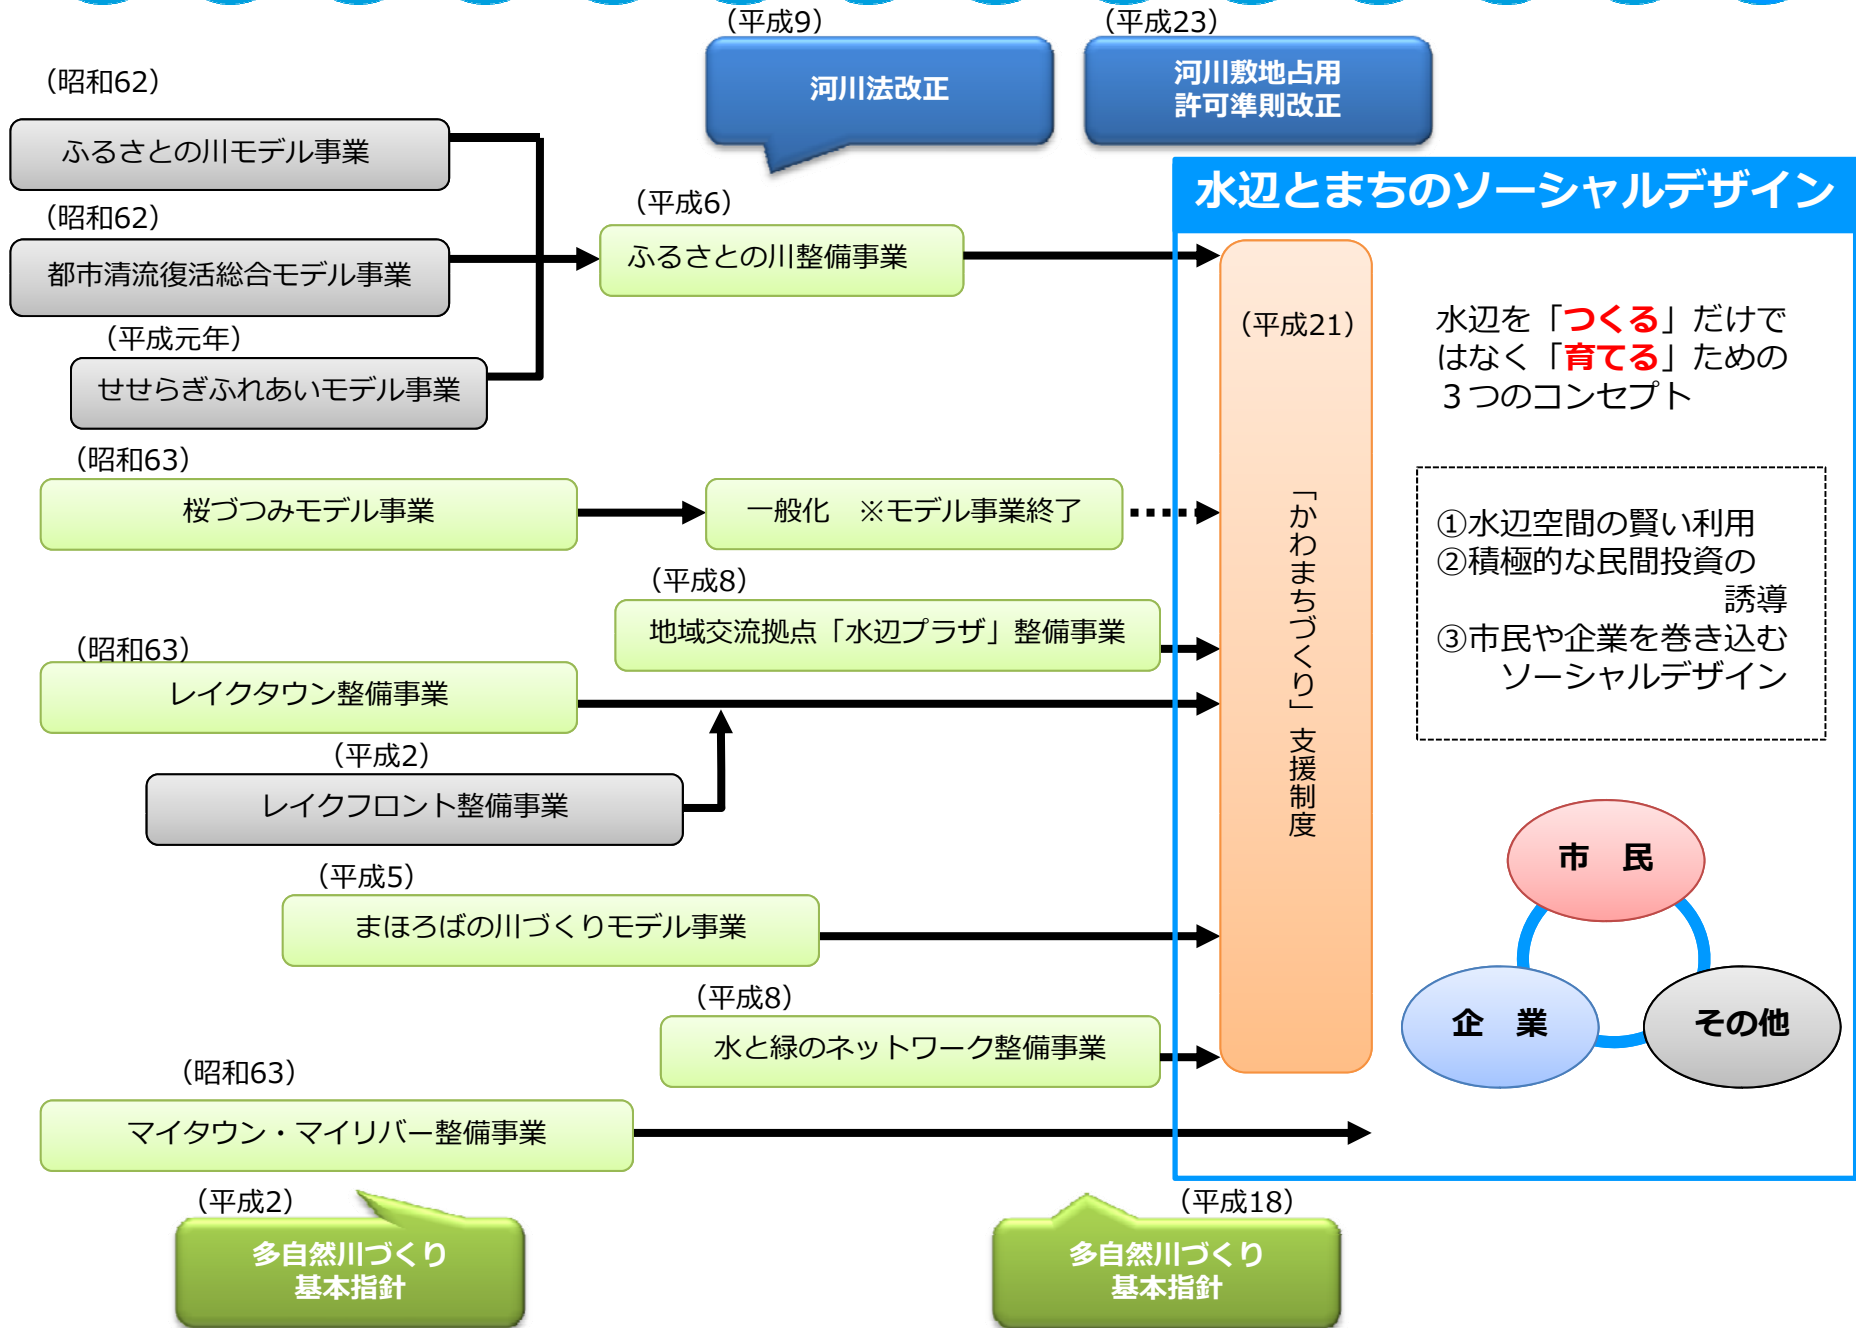 （平成9）
河川法改正
（平成23）
河川敷地占用
許可準則改正
（昭和62）
ふるさとの川モデル事業
（昭和62）
都市清流復活総合モデル事業
（平成元年）
せせらぎふれあいモデル事業
（平成6）
ふるさとの川整備事業
（昭和63）
桜づつみモデル事業
一般化　※モデル事業終了
（平成8）
地域交流拠点「水辺プラザ」整備事業
（昭和63）
レイクタウン整備事業
（平成2）
レイクフロント整備事業
（平成5）
まほろばの川づくりモデル事業
（平成8）
水と緑のネットワーク整備事業
（昭和63）
マイタウン・マイリバー整備事業
（平成2）
多自然川づくり
基本指針
（平成18）
多自然川づくり
基本指針
水辺とまちのソーシャルデザイン
（平成21）
「かわまちづくり」支援制度
水辺を「つくる」だけで
はなく「育てる」ための
３つのコンセプト
①水辺空間の賢い利用
②積極的な民間投資の
誘導
③市民や企業を巻き込む
ソーシャルデザイン
市　民
企　業
その他